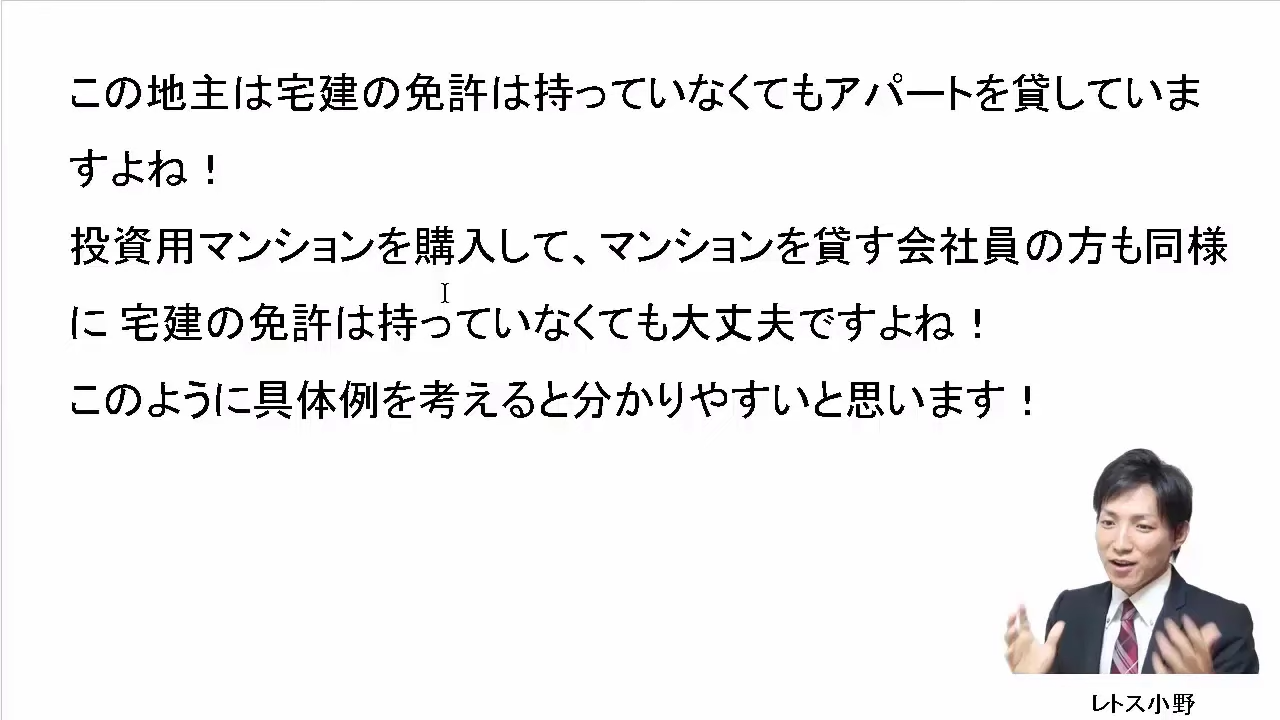 この地主は宅建の免許は持っていなくてもアパートを貸していま
すよね！
投資用マンションを購入して、マンションを貸す会社員の方も同様
に 宅建の免許は持っていなくても大丈夫ですよね！
このように具体例を考えると分かりやすいと思います！
レトス小野